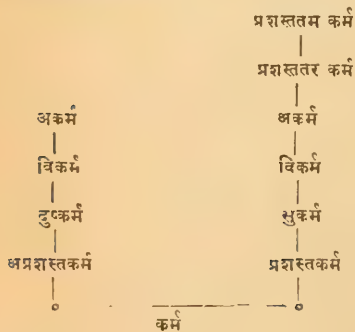 प्रशस्ततम कर्म
प्रशस्ततर कर्म
अकर्म अकर्म
विकर्म विकर्म
दुष्कर्म सुकर्म
अप्रशस्तकर्म प्रशस्तकर्म
कर्म